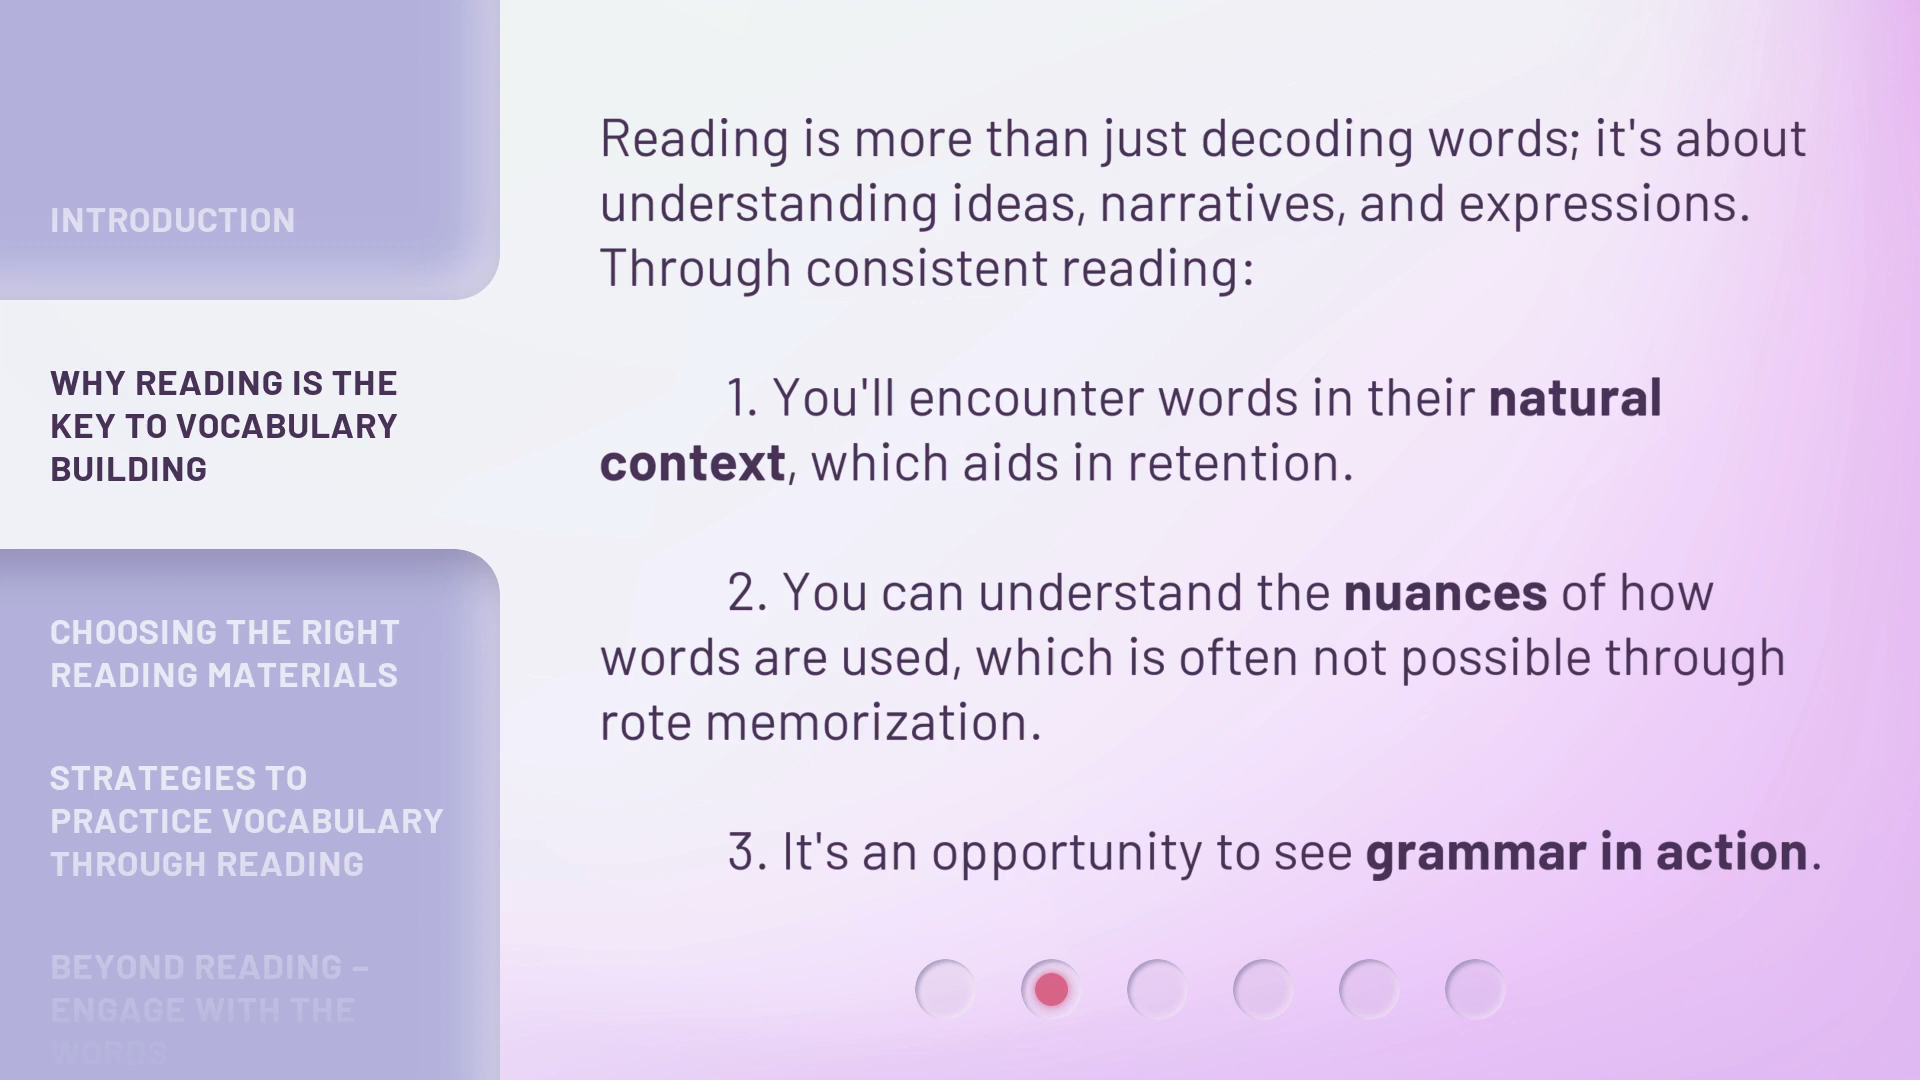 INTRODUCTION
WHY READING IS THE
KEY TO VOCABULARY
BUILDING
CHOOSING THE RIGHT
READING MATERIALS
STRATEGIES TO
PRACTICE VOCABULARY
THROUGH READING
BEYOND READING –
ENGAGE WITH THE
WORDS
Reading is more than just decoding words; it's about
understanding ideas, narratives, and expressions.
Through consistent reading:
1. You'll encounter words in their natural
context, which aids in retention.
2. You can understand the nuances of how
words are used, which is often not possible through
rote memorization.
3. It's an opportunity to see grammar in action.